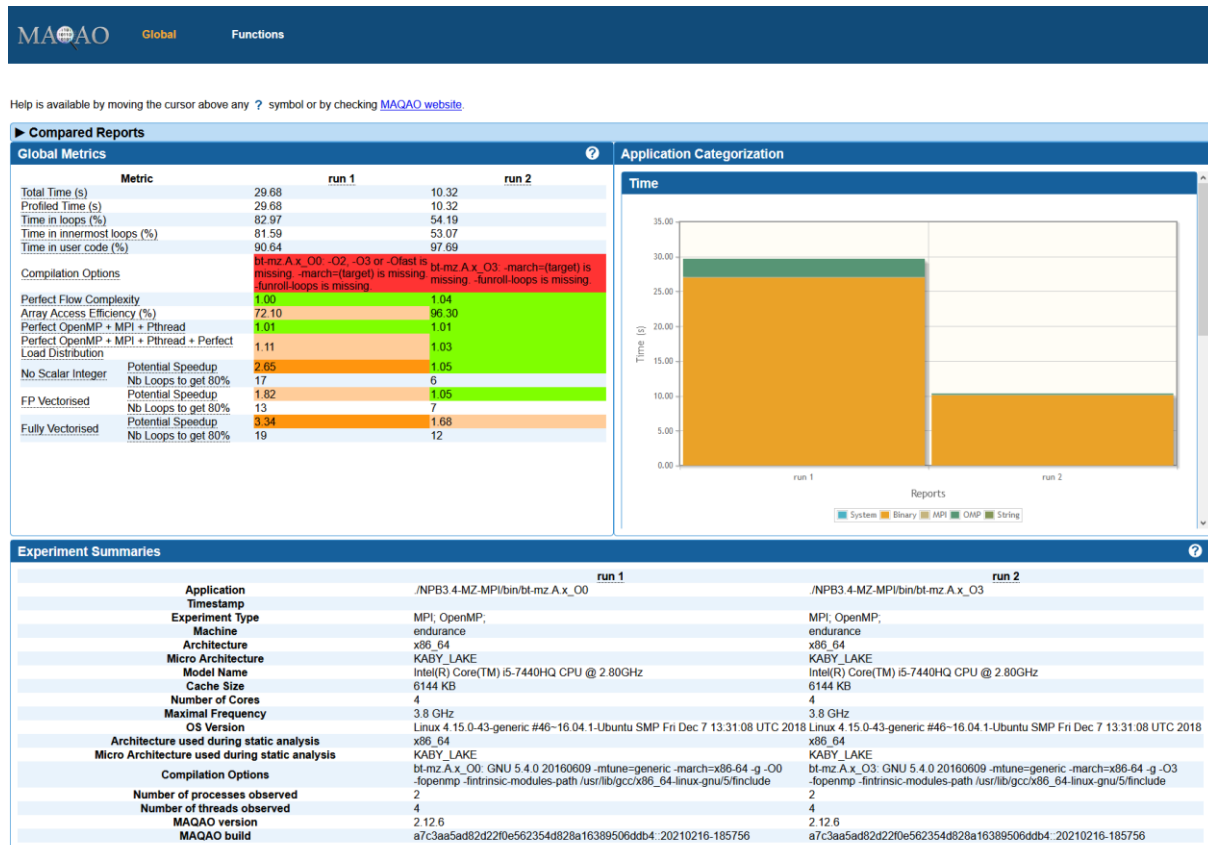 MAQAO Global Functions
Help is available by moving the cursor above any ? symbol or by checking MAQAO website.
▶ Compared Reports
Global Metrics ?
Metric run 1 run 2
Total Time (s) 29.68 10.32
Profiled Time (s) 29.68 10.32
Time in loops (%) 82.97 54.19
Time in innermost loops (%) 81.59 53.07
Time in user code (%) 90.64 97.69
Compilation Options
bt-mz.A.x_O0: -O2, -O3 or -Ofast is
missing. -march=(target) is missing.
-funroll-loops is missing.
bt-mz.A.x_O3: -march=(target) is
missing. -funroll-loops is missing.
Perfect Flow Complexity 1.00 1.04
Array Access Efficiency (%) 72.10 96.30
Perfect OpenMP + MPI + Pthread 1.01 1.01
Perfect OpenMP + MPI + Pthread + Perfect
Load Distribution 1.11 1.03
No Scalar Integer
Potential Speedup 2.65 1.05
Nb Loops to get 80% 17 6
FP Vectorised
Potential Speedup 1.82 1.05
Nb Loops to get 80% 13 7
Fully Vectorised
Potential Speedup 3.34 1.68
Nb Loops to get 80% 19 12
Application Categorization
Time
35.00
30.00
25.00
20.00
15.00
10.00
5.00
0.00
Time (s)
run 1 run 2
Reports
System Binary MPI OMP String
Experiment Summaries ?
run 1 run 2
Application ./NPB3.4-MZ-MPI/bin/bt-mz.A.x_O0 ./NPB3.4-MZ-MPI/bin/bt-mz.A.x_O3
Timestamp
Experiment Type MPI; OpenMP; MPI; OpenMP;
Machine endurance endurance
Architecture x86_64 x86_64
Micro Architecture KABY_LAKE KABY_LAKE
Model Name Intel(R) Core(TM) i5-7440HQ CPU @ 2.80GHz Intel(R) Core(TM) i5-7440HQ CPU @ 2.80GHz
Cache Size 6144 KB 6144 KB
Number of Cores 4 4
Maximal Frequency 3.8 GHz 3.8 GHz
OS Version Linux 4.15.0-43-generic #46~16.04.1-Ubuntu SMP Fri Dec 7 13:31:08 UTC 2018 Linux 4.15.0-43-generic #46~16.04.1-Ubuntu SMP Fri Dec 7 13:31:08 UTC 2018
Architecture used during static analysis x86_64 x86_64
Micro Architecture used during static analysis KABY_LAKE KABY_LAKE
Compilation Options
bt-mz.A.x_O0: GNU 5.4.0 20160609 -mtune=generic -march=x86-64 -g -O0
-fopenmp -fintrinsic-modules-path /usr/lib/gcc/x86_64-linux-gnu/5/finclude
bt-mz.A.x_O3: GNU 5.4.0 20160609 -mtune=generic -march=x86-64 -g -O3
-fopenmp -fintrinsic-modules-path /usr/lib/gcc/x86_64-linux-gnu/5/finclude
Number of processes observed 2 2
Number of threads observed 4 4
MAQAO version 2.12.6 2.12.6
MAQAO build a7c3aa5ad82d22f0e562354d828a16389506ddb4::20210216-185756 a7c3aa5ad82d22f0e562354d828a16389506ddb4::20210216-185756